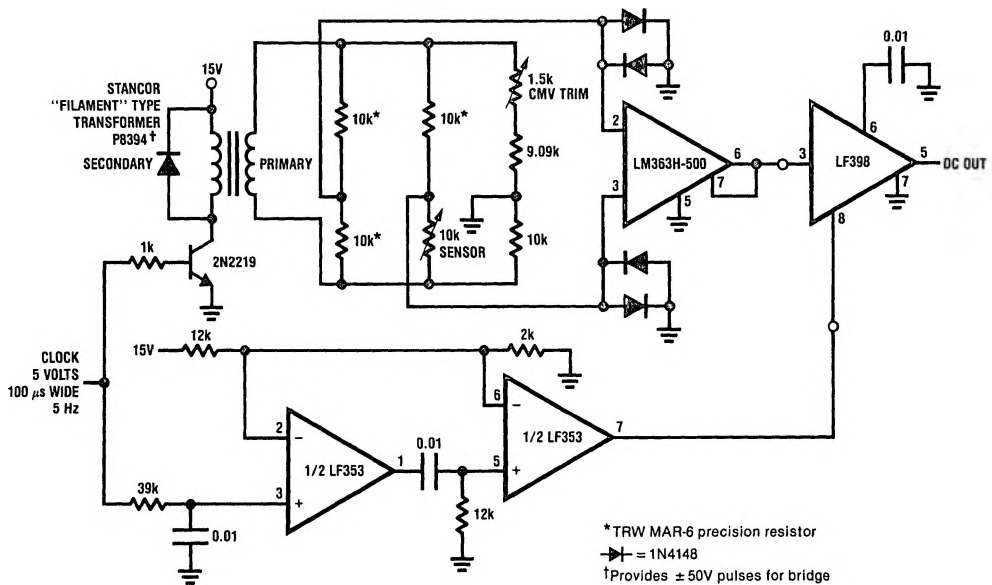 15V
STANCOR
"FILAMENT" TYPE
TRANSFORMER
P8394†
SECONDARY
PRIMARY
10k*
10k*
1.5k
CMV TRIM
9.09k
10k*
10k
SENSOR
10k
1k
2N2219
2
3
LM363H-500
6
7
5
0.01
6
3
LF398
5
DC OUT
7
8
15V
12k
2k
CLOCK
5 VOLTS
100 µs WIDE
5 Hz
2
−
1/2 LF353
1
3
+
0.01
6
−
1/2 LF353
7
5
+
12k
39k
0.01
*TRW MAR-6 precision resistor
= 1N4148
†Provides ±50V pulses for bridge